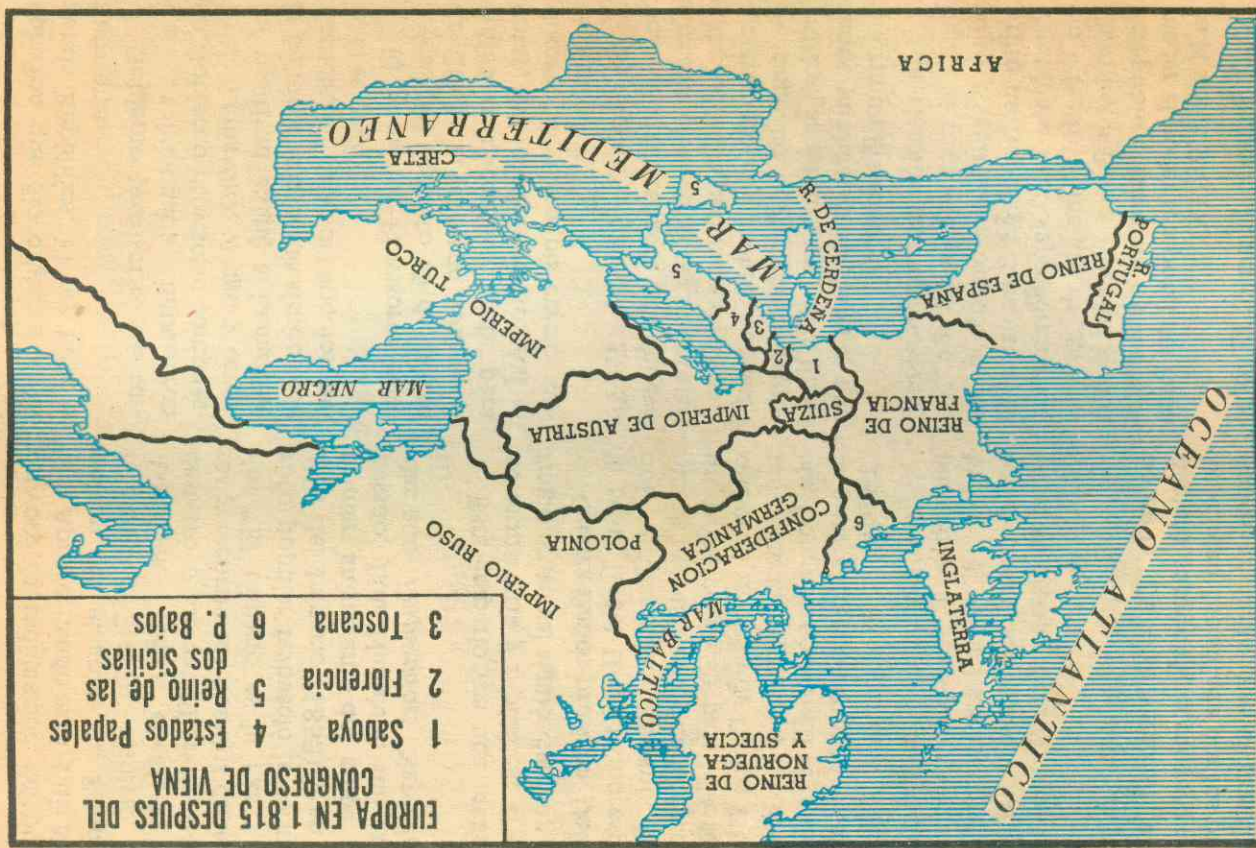 EUROPA EN 1.815 DESPUES DEL
CONGRESO DE VIENA
1 Saboya 4 Estados Papales
2 Florencia 5 Reino de las
dos Sicilias
3 Toscana 6 P. Bajos
OCEANO ATLANTICO
REINO DE
NORUEGA
Y SUECIA
MAR BALTICO
INGLATERRA
IMPERIO RUSO
6
CONFEDERACION
GERMANICA
POLONIA
REINO DE
FRANCIA
SUIZA
IMPERIO DE AUSTRIA
1
2
3
4
5
5
MAR NEGRO
R. PORTUGAL
REINO DE ESPAÑA
R. DE CERDEÑA
IMPERIO
TURCO
MAR
MEDITERRANEO
CRETA
AFRICA